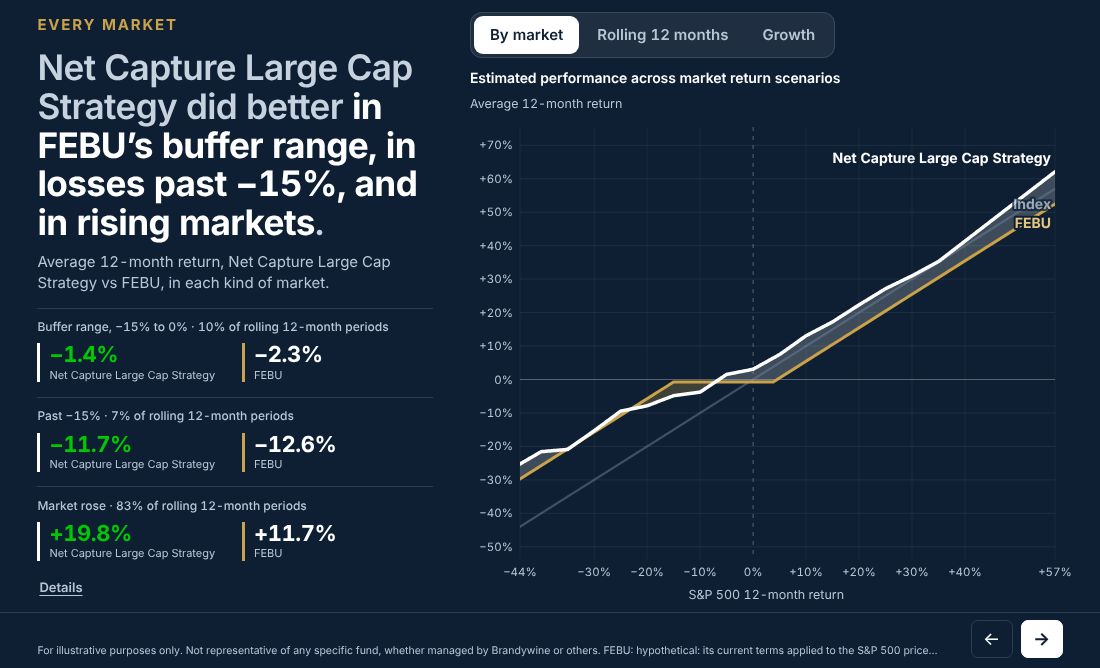 EVERY MARKET
Net Capture Large Cap
Strategy did better in
FEBU’s buffer range, in
losses past −15%, and
in rising markets.
Average 12-month return, Net Capture Large Cap
Strategy vs FEBU, in each kind of market.
Buffer range, −15% to 0% · 10% of rolling 12-month periods
−1.4%
Net Capture Large Cap Strategy
−2.3%
FEBU
Past −15% · 7% of rolling 12-month periods
−11.7%
Net Capture Large Cap Strategy
−12.6%
FEBU
Market rose · 83% of rolling 12-month periods
+19.8%
Net Capture Large Cap Strategy
+11.7%
FEBU
Details
By market
Rolling 12 months
Growth
Estimated performance across market return scenarios
Average 12-month return
+70%
+60%
+50%
+40%
+30%
+20%
+10%
0%
−10%
−20%
−30%
−40%
−50%
Net Capture Large Cap Strategy
Index
FEBU
−44%
−30%
−20%
−10%
0%
+10%
+20%
+30%
+40%
+57%
S&P 500 12-month return
For illustrative purposes only. Not representative of any specific fund, whether managed by Brandywine or others. FEBU: hypothetical: its current terms applied to the S&P 500 price…